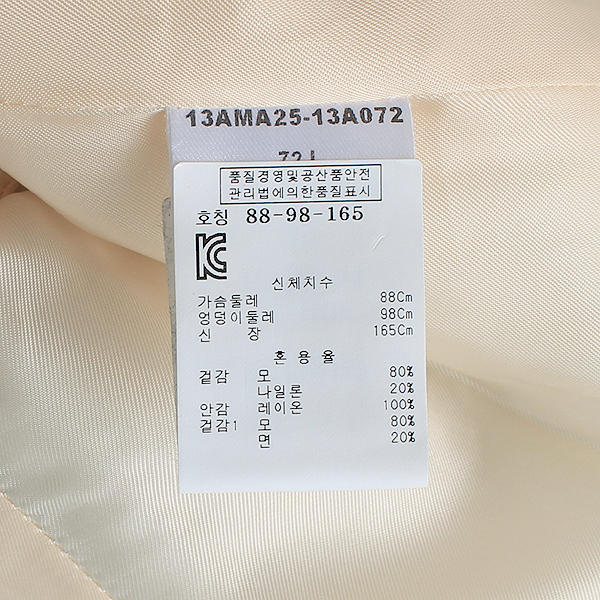 13AMA25-13A072
품질경영및공산품안전
관리법에의한품질표시
호칭 88-98-165
신체치수
가슴둘레 88Cm
엉덩이둘레 98Cm
신 장 165Cm
혼 용 율
겉감 모 80%
나일론 20%
안감 레이온 100%
겉감1 모 80%
면 20%